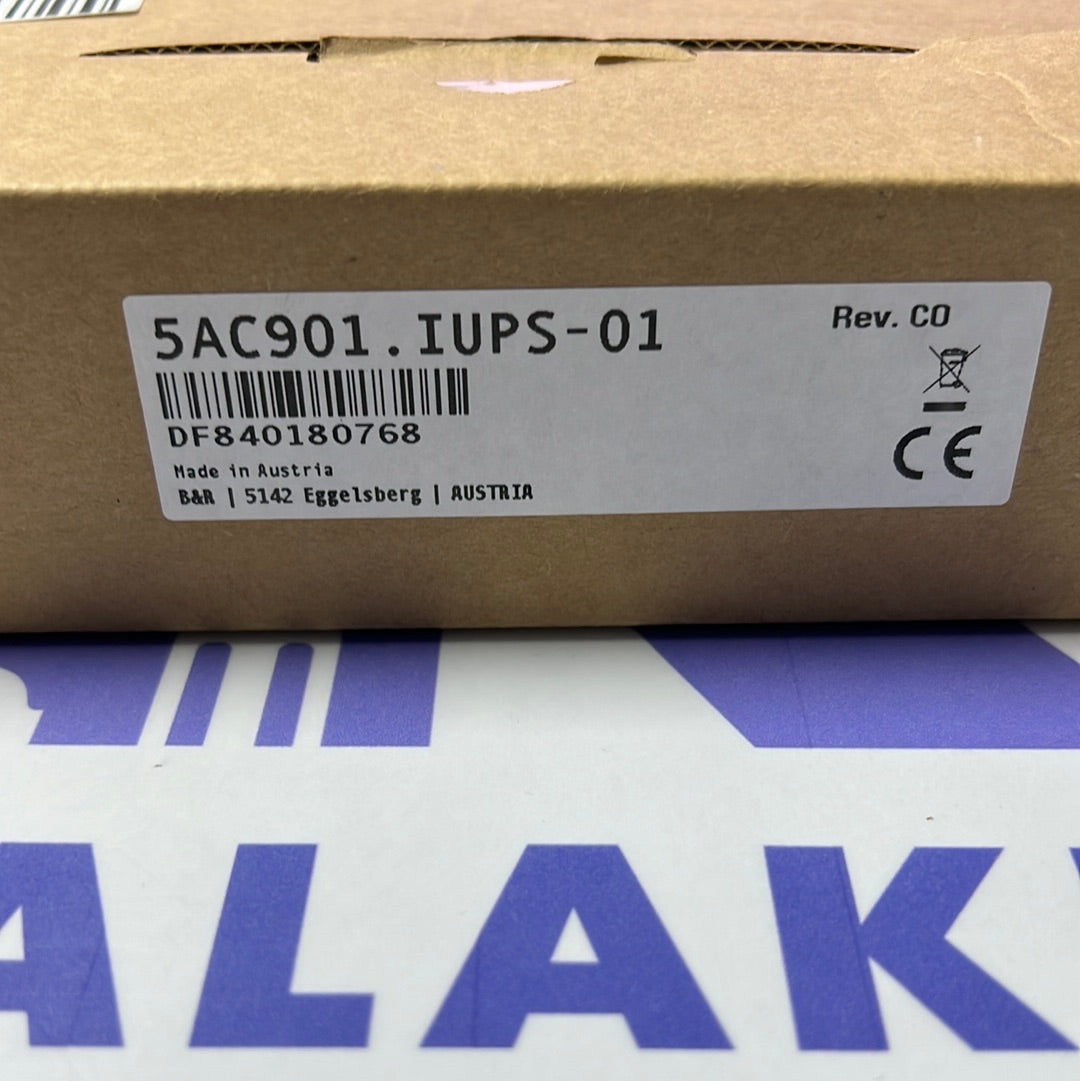 5AC901.IUPS-01
Rev. C0
DF840180768
CE
Made in Austria
B&R | 5142 Eggelsberg | AUSTRIA
ALAK